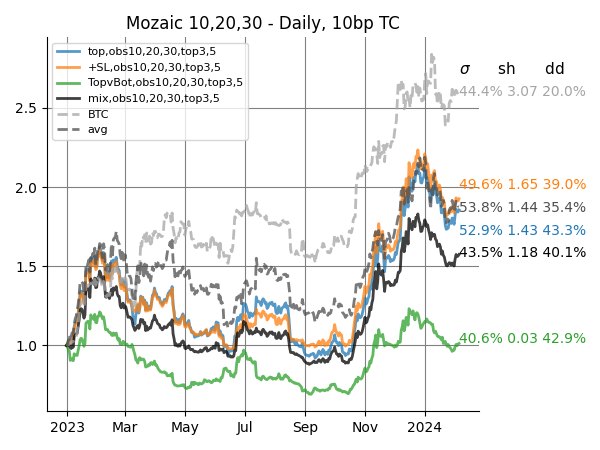 Mozaic 10,20,30 - Daily, 10bp TC
top,obs10,20,30,top3,5
+SL,obs10,20,30,top3,5
TopvBot,obs10,20,30,top3,5
mix,obs10,20,30,top3,5
BTC
avg
σ sh dd
44.4% 3.07 20.0%
49.6% 1.65 39.0%
53.8% 1.44 35.4%
52.9% 1.43 43.3%
43.5% 1.18 40.1%
40.6% 0.03 42.9%
2.5
2.0
1.5
1.0
2023 Mar May Jul Sep Nov 2024